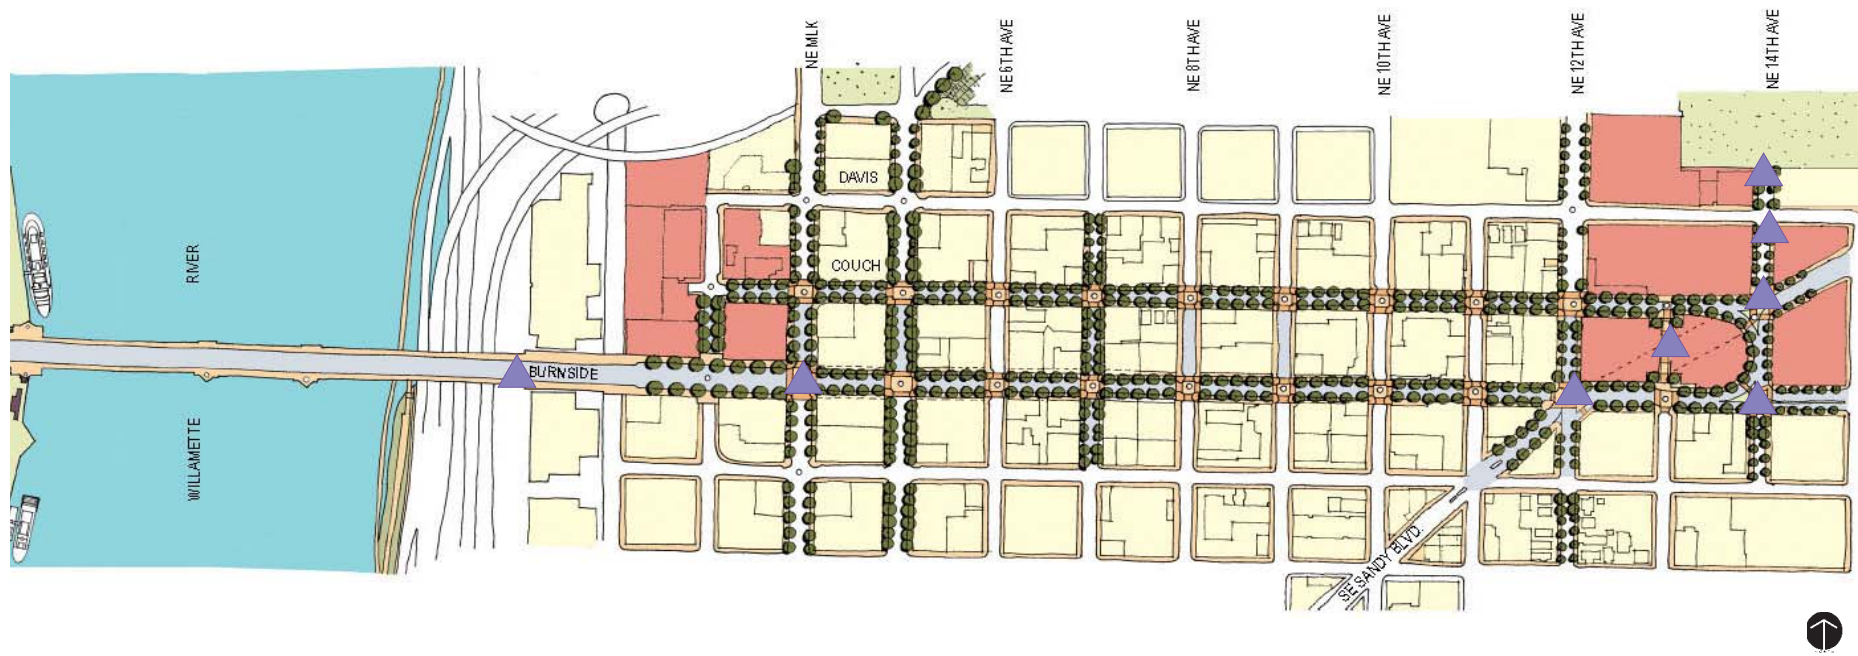 NE MLK
NE 6TH AVE
NE 8TH AVE
NE 10TH AVE
NE 12TH AVE
NE 14TH AVE
DAVIS
COUCH
RIVER
BURNSIDE
WILLAMETTE
SE SANDY BLVD.